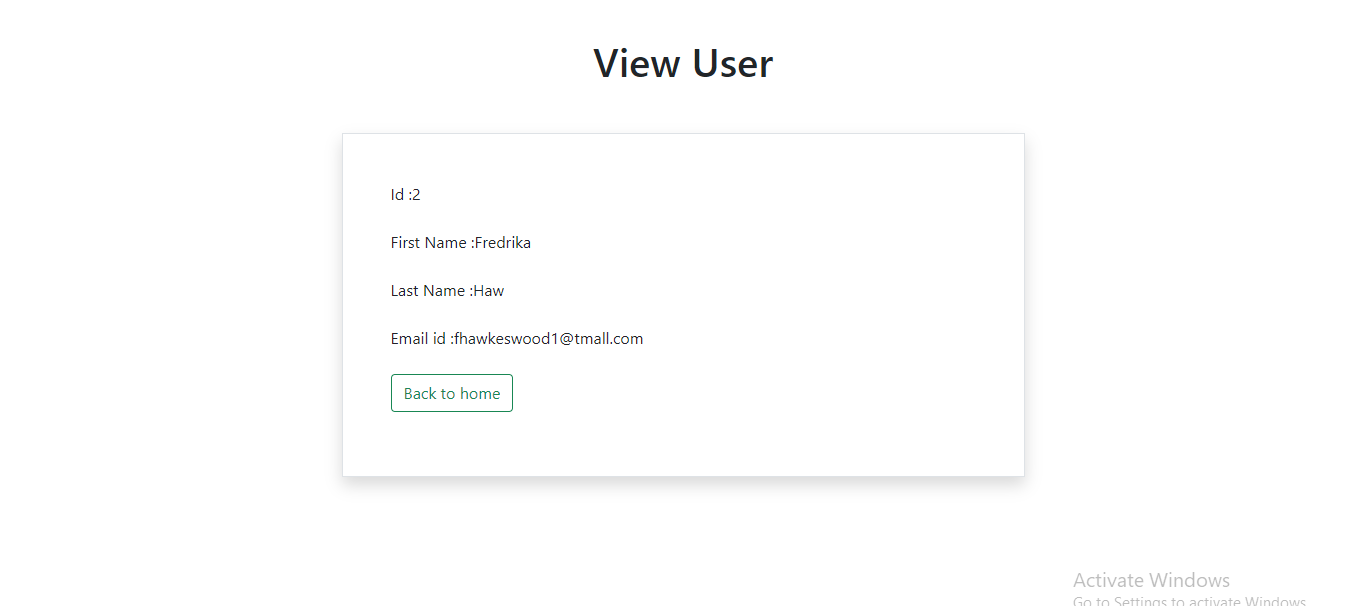 View User
Id :2
First Name :Fredrika
Last Name :Haw
Email id :fhawkeswood1@tmall.com
Back to home
Activate Windows
Go to Settings to activate Windows.